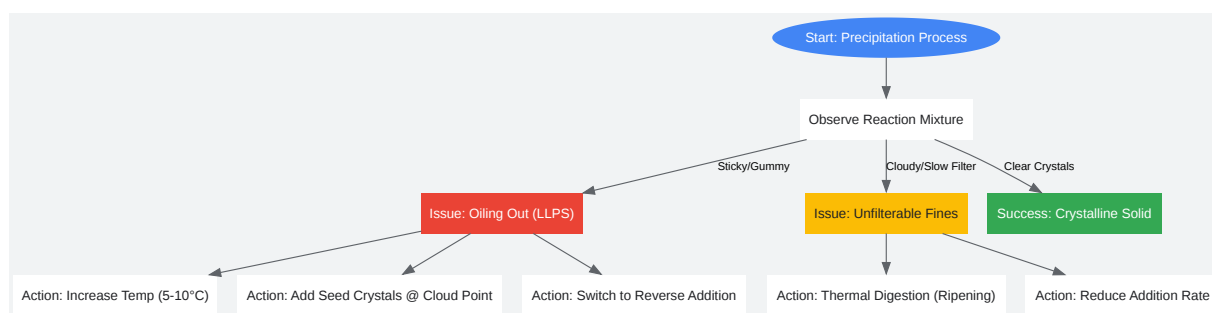 Start: Precipitation Process
Observe Reaction Mixture
Sticky/Gummy
Cloudy/Slow Filter
Clear Crystals
Issue: Oiling Out (LLPS)
Issue: Unfilterable Fines
Success: Crystalline Solid
Action: Increase Temp (5-10°C)
Action: Add Seed Crystals @ Cloud Point
Action: Switch to Reverse Addition
Action: Thermal Digestion (Ripening)
Action: Reduce Addition Rate